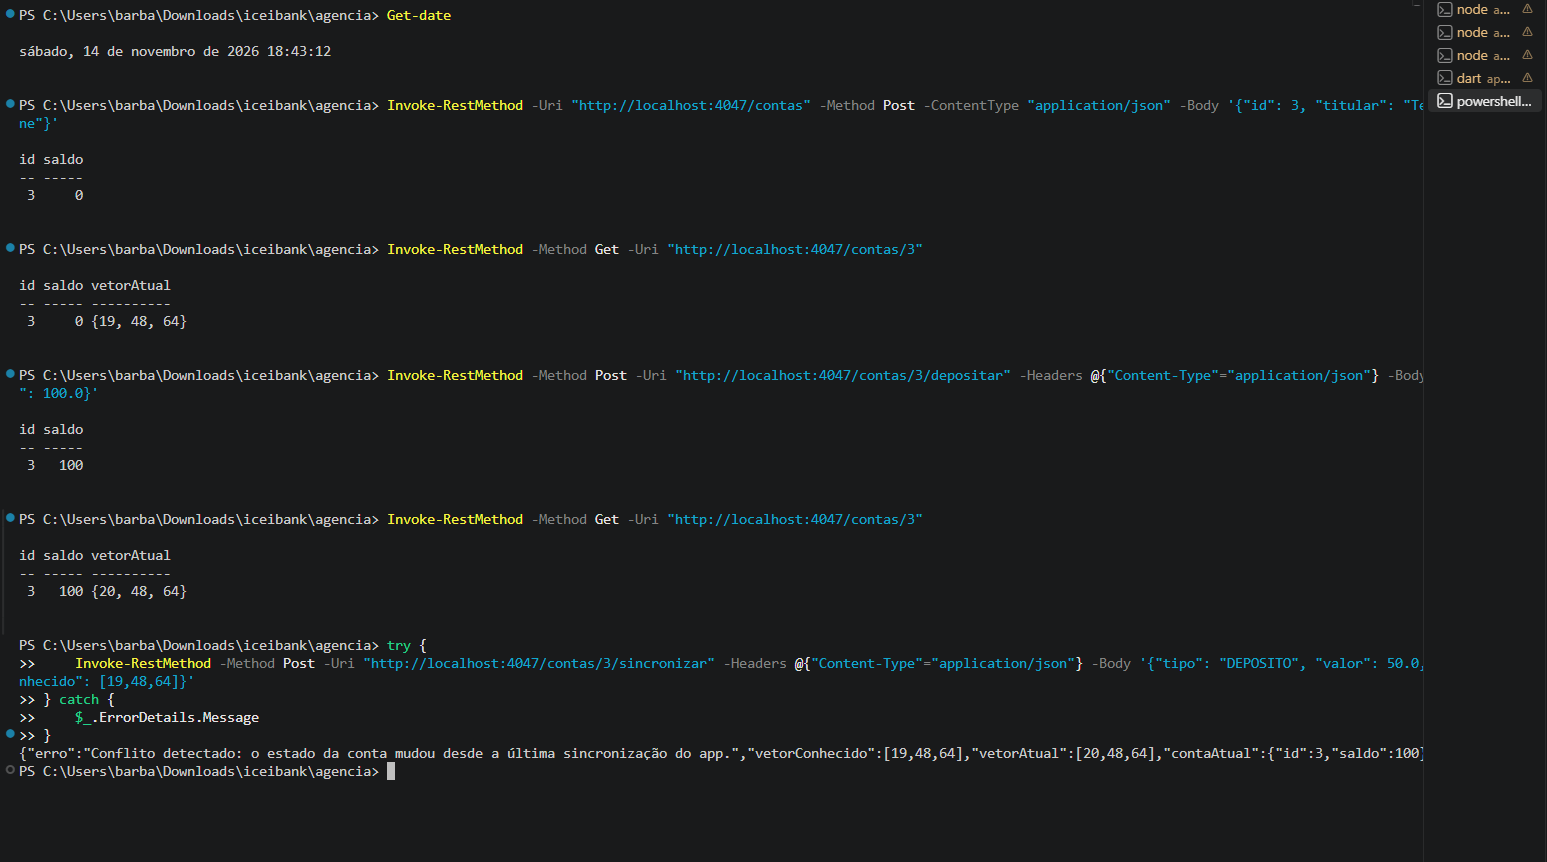 PS C:\Users\barba\Downloads\iceibank\agencia> Get-date
sábado, 14 de novembro de 2026 18:43:12
PS C:\Users\barba\Downloads\iceibank\agencia> Invoke-RestMethod -Uri "http://localhost:4047/contas" -Method Post -ContentType "application/json" -Body '{"id": 3, "titular": "Te
ne"}'
id saldo
-- -----
3 0
PS C:\Users\barba\Downloads\iceibank\agencia> Invoke-RestMethod -Method Get -Uri "http://localhost:4047/contas/3"
id saldo vetorAtual
-- ----- ----------
3 0 {19, 48, 64}
PS C:\Users\barba\Downloads\iceibank\agencia> Invoke-RestMethod -Method Post -Uri "http://localhost:4047/contas/3/depositar" -Headers @{"Content-Type"="application/json"} -Body
": 100.0}'
id saldo
-- -----
3 100
PS C:\Users\barba\Downloads\iceibank\agencia> Invoke-RestMethod -Method Get -Uri "http://localhost:4047/contas/3"
id saldo vetorAtual
-- ----- ----------
3 100 {20, 48, 64}
PS C:\Users\barba\Downloads\iceibank\agencia> try {
>> Invoke-RestMethod -Method Post -Uri "http://localhost:4047/contas/3/sincronizar" -Headers @{"Content-Type"="application/json"} -Body '{"tipo": "DEPOSITO", "valor": 50.0,
nhecido": [19,48,64]}'
>> } catch {
>> $_.ErrorDetails.Message
>> }
{"erro":"Conflito detectado: o estado da conta mudou desde a última sincronização do app.","vetorConhecido":[19,48,64],"vetorAtual":[20,48,64],"contaAtual":{"id":3,"saldo":100}
PS C:\Users\barba\Downloads\iceibank\agencia>
node a...
node a...
node a...
dart ap...
powershell...